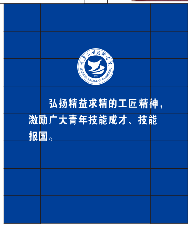 弘扬精益求精的工匠精神，
激励广大青年技能成才、技能
报国。